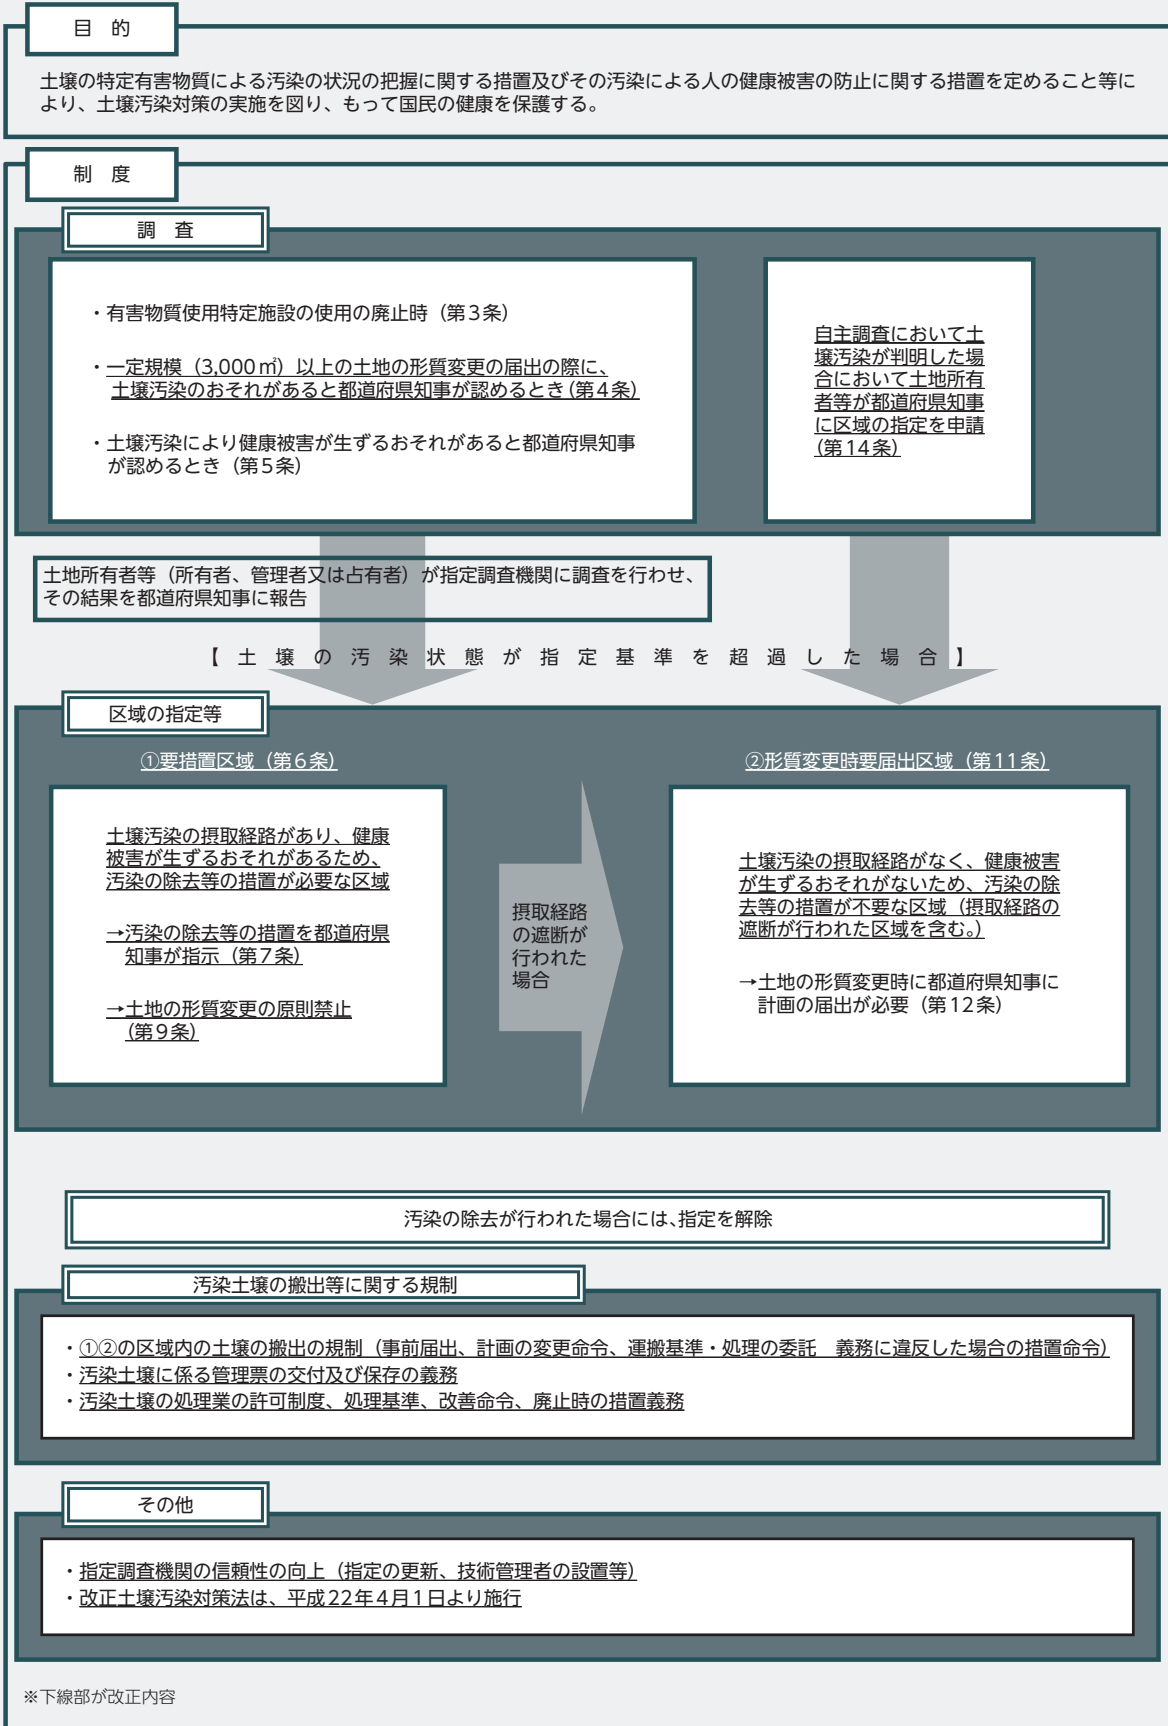 目　的
土壌の特定有害物質による汚染の状況の把握に関する措置及びその汚染による人の健康被害の防止に関する措置を定めること等に
より、土壌汚染対策の実施を図り、もって国民の健康を保護する。
制　度
調　査
・有害物質使用特定施設の使用の廃止時（第3条）
・一定規模（3,000㎡）以上の土地の形質変更の届出の際に、
土壌汚染のおそれがあると都道府県知事が認めるとき（第4条）
・土壌汚染により健康被害が生ずるおそれがあると都道府県知事
が認めるとき（第5条）
自主調査において土
壌汚染が判明した場
合において土地所有
者等が都道府県知事
に区域の指定を申請
（第14条）
土地所有者等（所有者、管理者又は占有者）が指定調査機関に調査を行わせ、
その結果を都道府県知事に報告
【土壌の汚染状態が指定基準を超過した場合】
区域の指定等
①要措置区域（第6条）
土壌汚染の摂取経路があり、健康
被害が生ずるおそれがあるため、
汚染の除去等の措置が必要な区域
→汚染の除去等の措置を都道府県
知事が指示（第7条）
→土地の形質変更の原則禁止
（第9条）
摂取経路
の遮断が
行われた
場合
②形質変更時要届出区域（第11条）
土壌汚染の摂取経路がなく、健康被害
が生ずるおそれがないため、汚染の除
去等の措置が不要な区域（摂取経路の
遮断が行われた区域を含む。）
→土地の形質変更時に都道府県知事に
計画の届出が必要（第12条）
汚染の除去が行われた場合には、指定を解除
汚染土壌の搬出等に関する規制
・①②の区域内の土壌の搬出の規制（事前届出、計画の変更命令、運搬基準・処理の委託　義務に違反した場合の措置命令）
・汚染土壌に係る管理票の交付及び保存の義務
・汚染土壌の処理業の許可制度、処理基準、改善命令、廃止時の措置義務
その他
・指定調査機関の信頼性の向上（指定の更新、技術管理者の設置等）
・改正土壌汚染対策法は、平成22年4月1日より施行
※下線部が改正内容